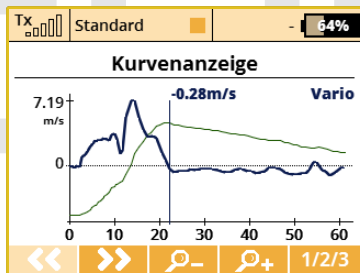 Tx Standard - 64%
Kurvenanzeige
7.19 -0.28m/s Vario
m/s
0
0 10 20 30 40 50 60
1/2/3